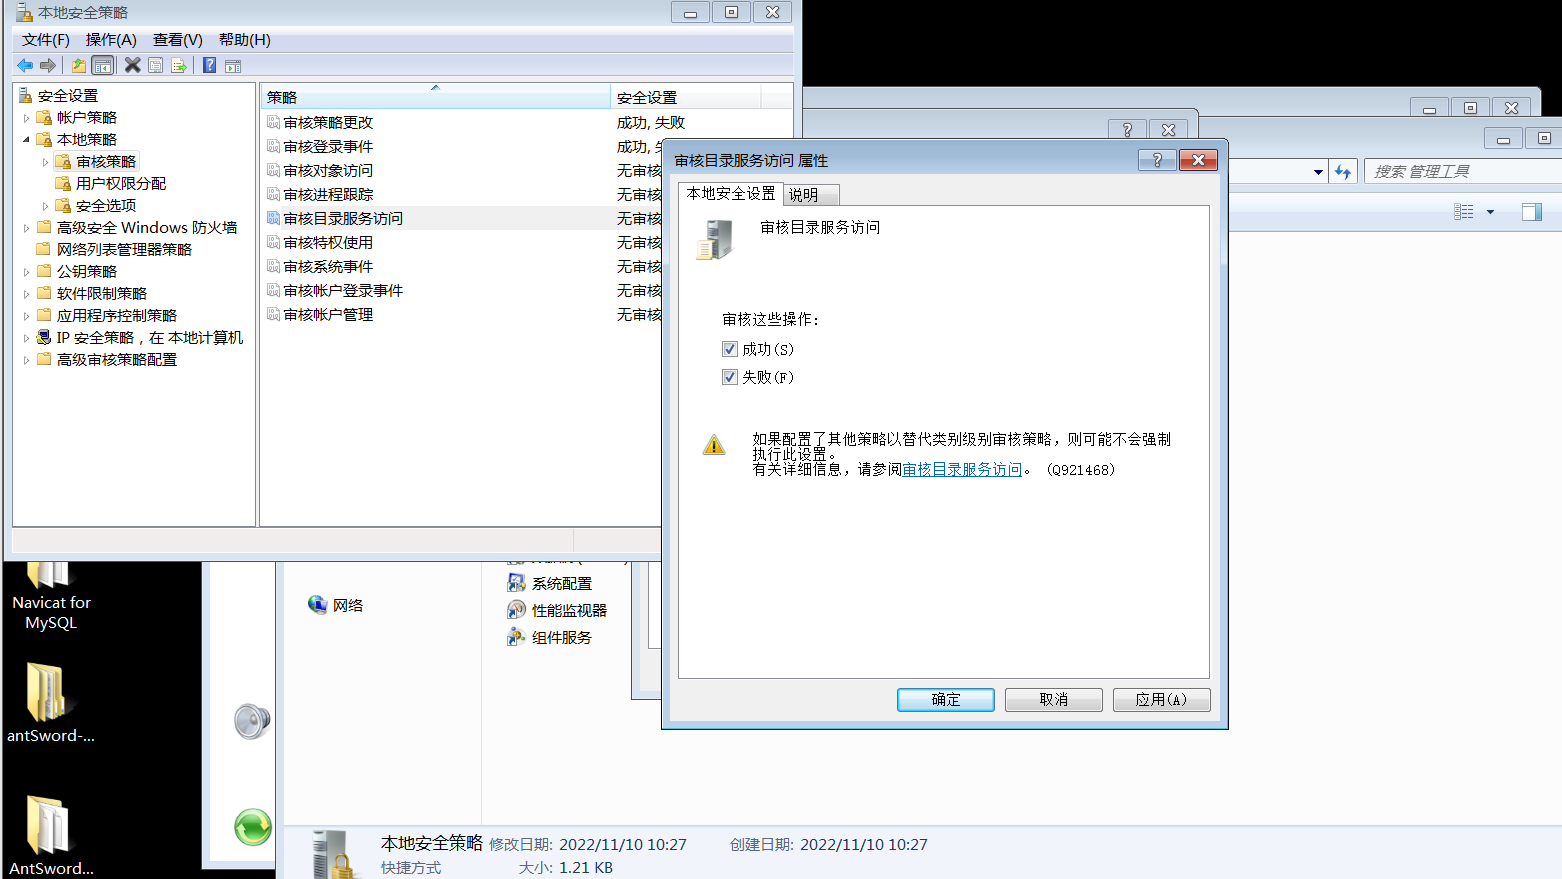 本地安全策略
文件(F) 操作(A) 查看(V) 帮助(H)
安全设置
帐户策略
本地策略
审核策略
用户权限分配
安全选项
高级安全 Windows 防火墙
网络列表管理器策略
公钥策略
软件限制策略
应用程序控制策略
IP 安全策略，在 本地计算机
高级审核策略配置
策略 安全设置
审核策略更改 成功, 失败
审核登录事件 成功,
审核对象访问 无审核
审核进程跟踪 无审核
审核目录服务访问 无审核
审核特权使用 无审核
审核系统事件 无审核
审核帐户登录事件 无审核
审核帐户管理 无审核
审核目录服务访问 属性
本地安全设置 说明
审核目录服务访问
审核这些操作:
成功(S)
失败(F)
如果配置了其他策略以替代类别级别审核策略，则可能不会强制
执行此设置。
有关详细信息，请参阅审核目录服务访问。 (Q921468)
确定 取消 应用(A)
搜索 管理工具
网络
系统配置
性能监视器
组件服务
Navicat for
MySQL
antSword-...
AntSword...
本地安全策略 修改日期: 2022/11/10 10:27 创建日期: 2022/11/10 10:27
快捷方式 大小: 1.21 KB